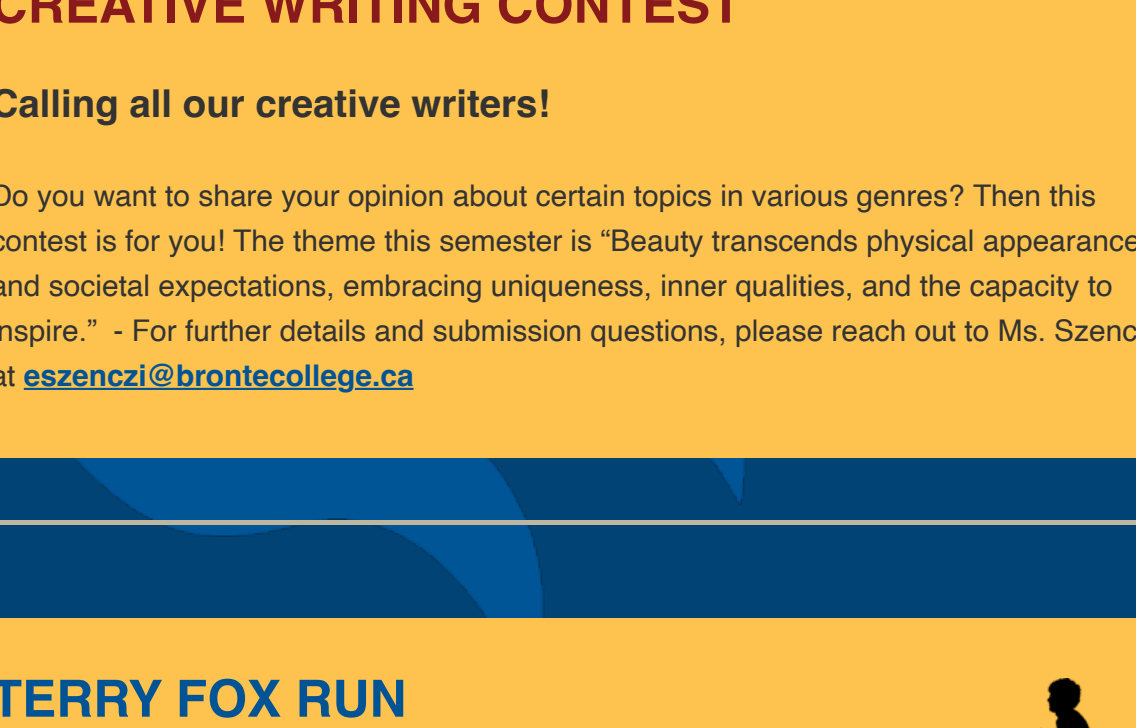 CREATIVE WRITING CONTEST
Calling all our creative writers!
Do you want to share your opinion about certain topics in various genres? Then this
contest is for you! The theme this semester is “Beauty transcends physical appearance
and societal expectations, embracing uniqueness, inner qualities, and the capacity to
inspire.”  - For further details and submission questions, please reach out to Ms. Szenc
at eszenczi@brontecollege.ca
TERRY FOX RUN